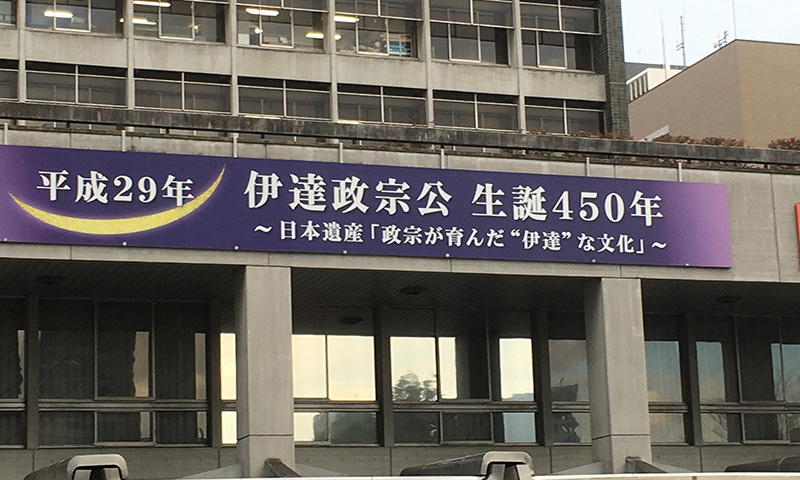 平成29年
伊達政宗公 生誕450年
～日本遺産「政宗が育んだ“伊達”な文化」～